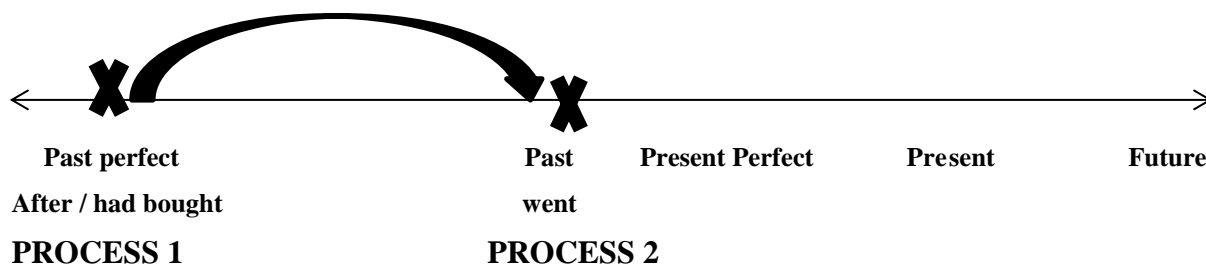 Past perfect Past Present Perfect Present Future
After / had bought went
PROCESS 1 PROCESS 2